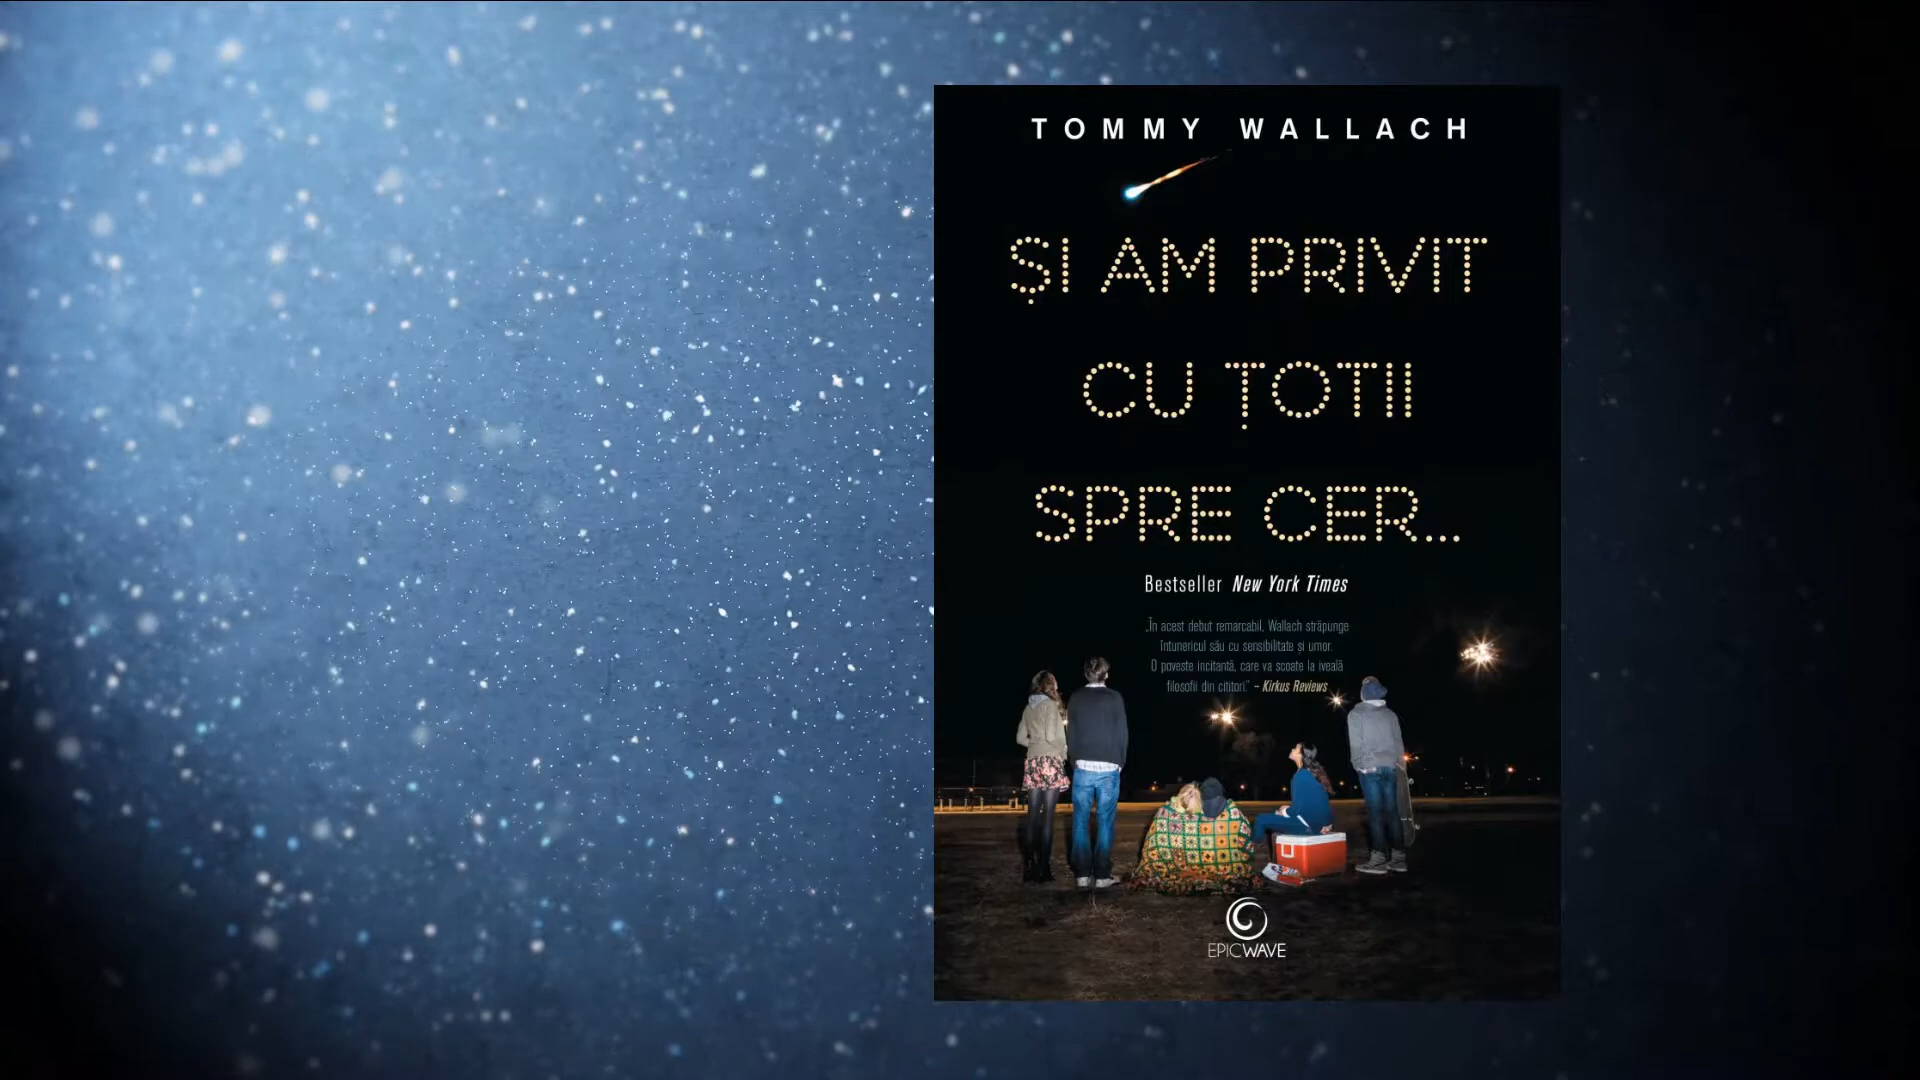 TOMMY WALLACH
ȘI AM PRIVIT
CU ȚOTII
SPRE CER...
Bestseller New York Times
„În acest debut remarcabil, Wallach străpunge
întunericul său cu sensibilitate și umor.
O poveste incitantă, care va scoate la iveală
filosofii din cititori.” – Kirkus Reviews
EPICWAVE